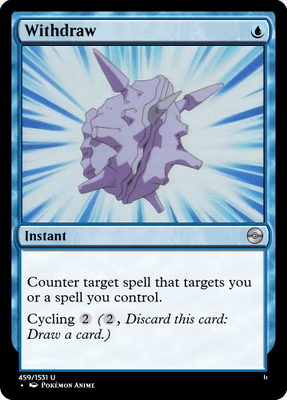 Withdraw
Instant
Counter target spell that targets you
or a spell you control.
Cycling 2 (2, Discard this card:
Draw a card.)
459/1531 U
• Pokémon Anime